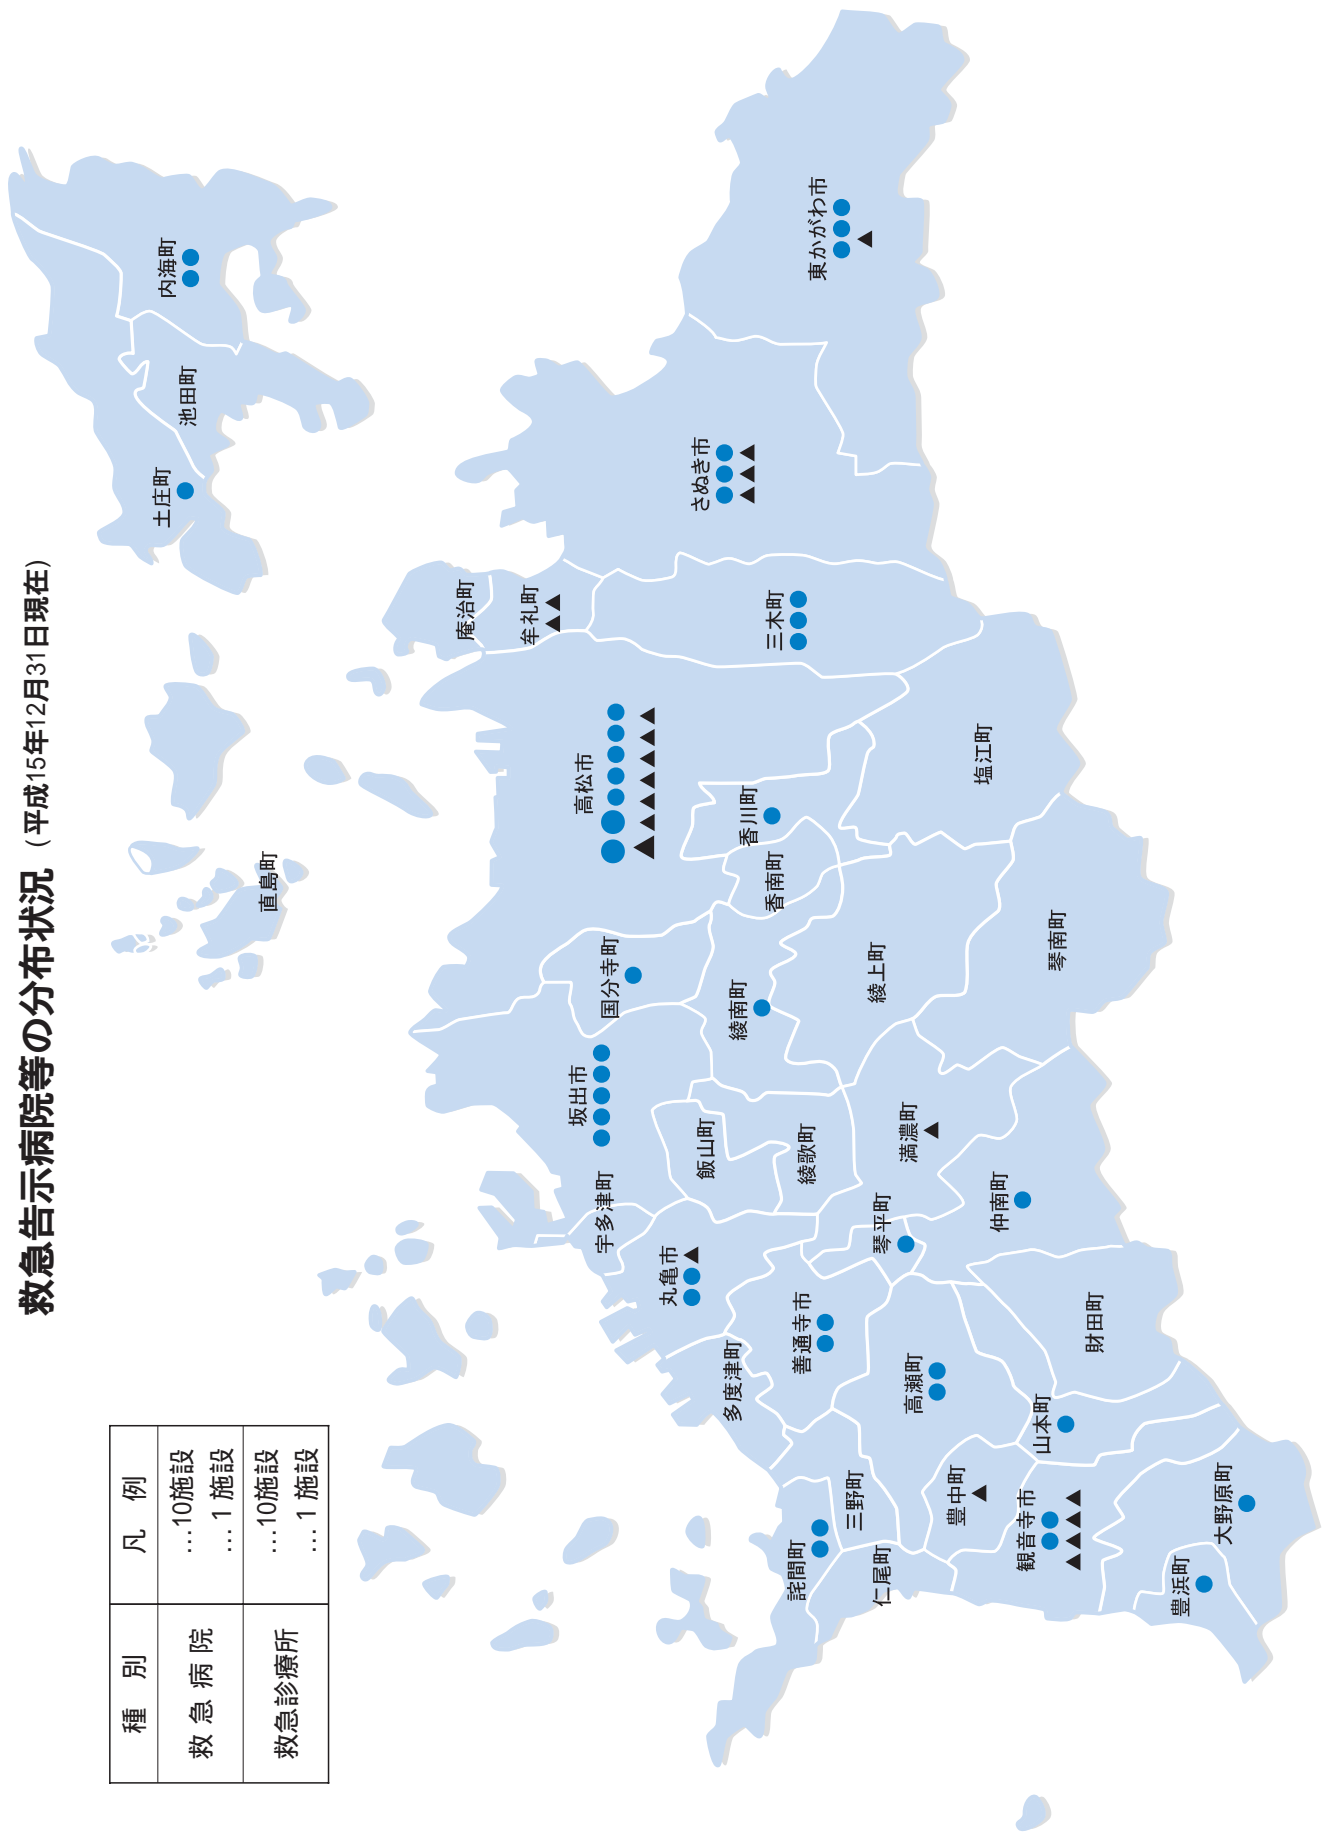 救急告示病院等の分布状況（平成15年12月31日現在）
種　別　凡　例
救急病院　…10施設
…1施設
救急診療所　…10施設
…1施設
内海町
池田町
土庄町
直島町
東かがわ市
さぬき市
庵治町
牟礼町
三木町
高松市
香川町
塩江町
香南町
国分寺町
綾南町
綾上町
琴南町
坂出市
宇多津町
飯山町
綾歌町
満濃町
丸亀市
琴平町
仲南町
善通寺市
多度津町
高瀬町
財田町
山本町
三野町
詫間町
仁尾町
豊中町
観音寺市
大野原町
豊浜町